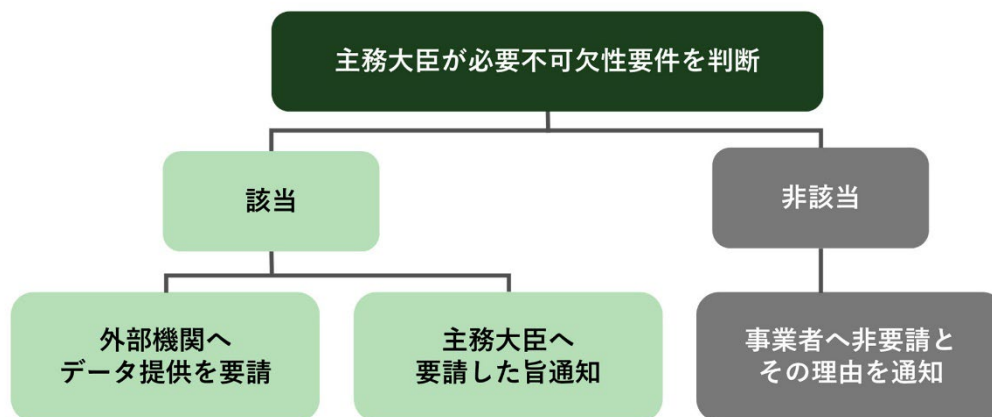 主務大臣が必要不可欠性要件を判断
該当
非該当
外部機関へ
データ提供を要請
主務大臣へ
要請した旨通知
事業者へ非要請と
その理由を通知